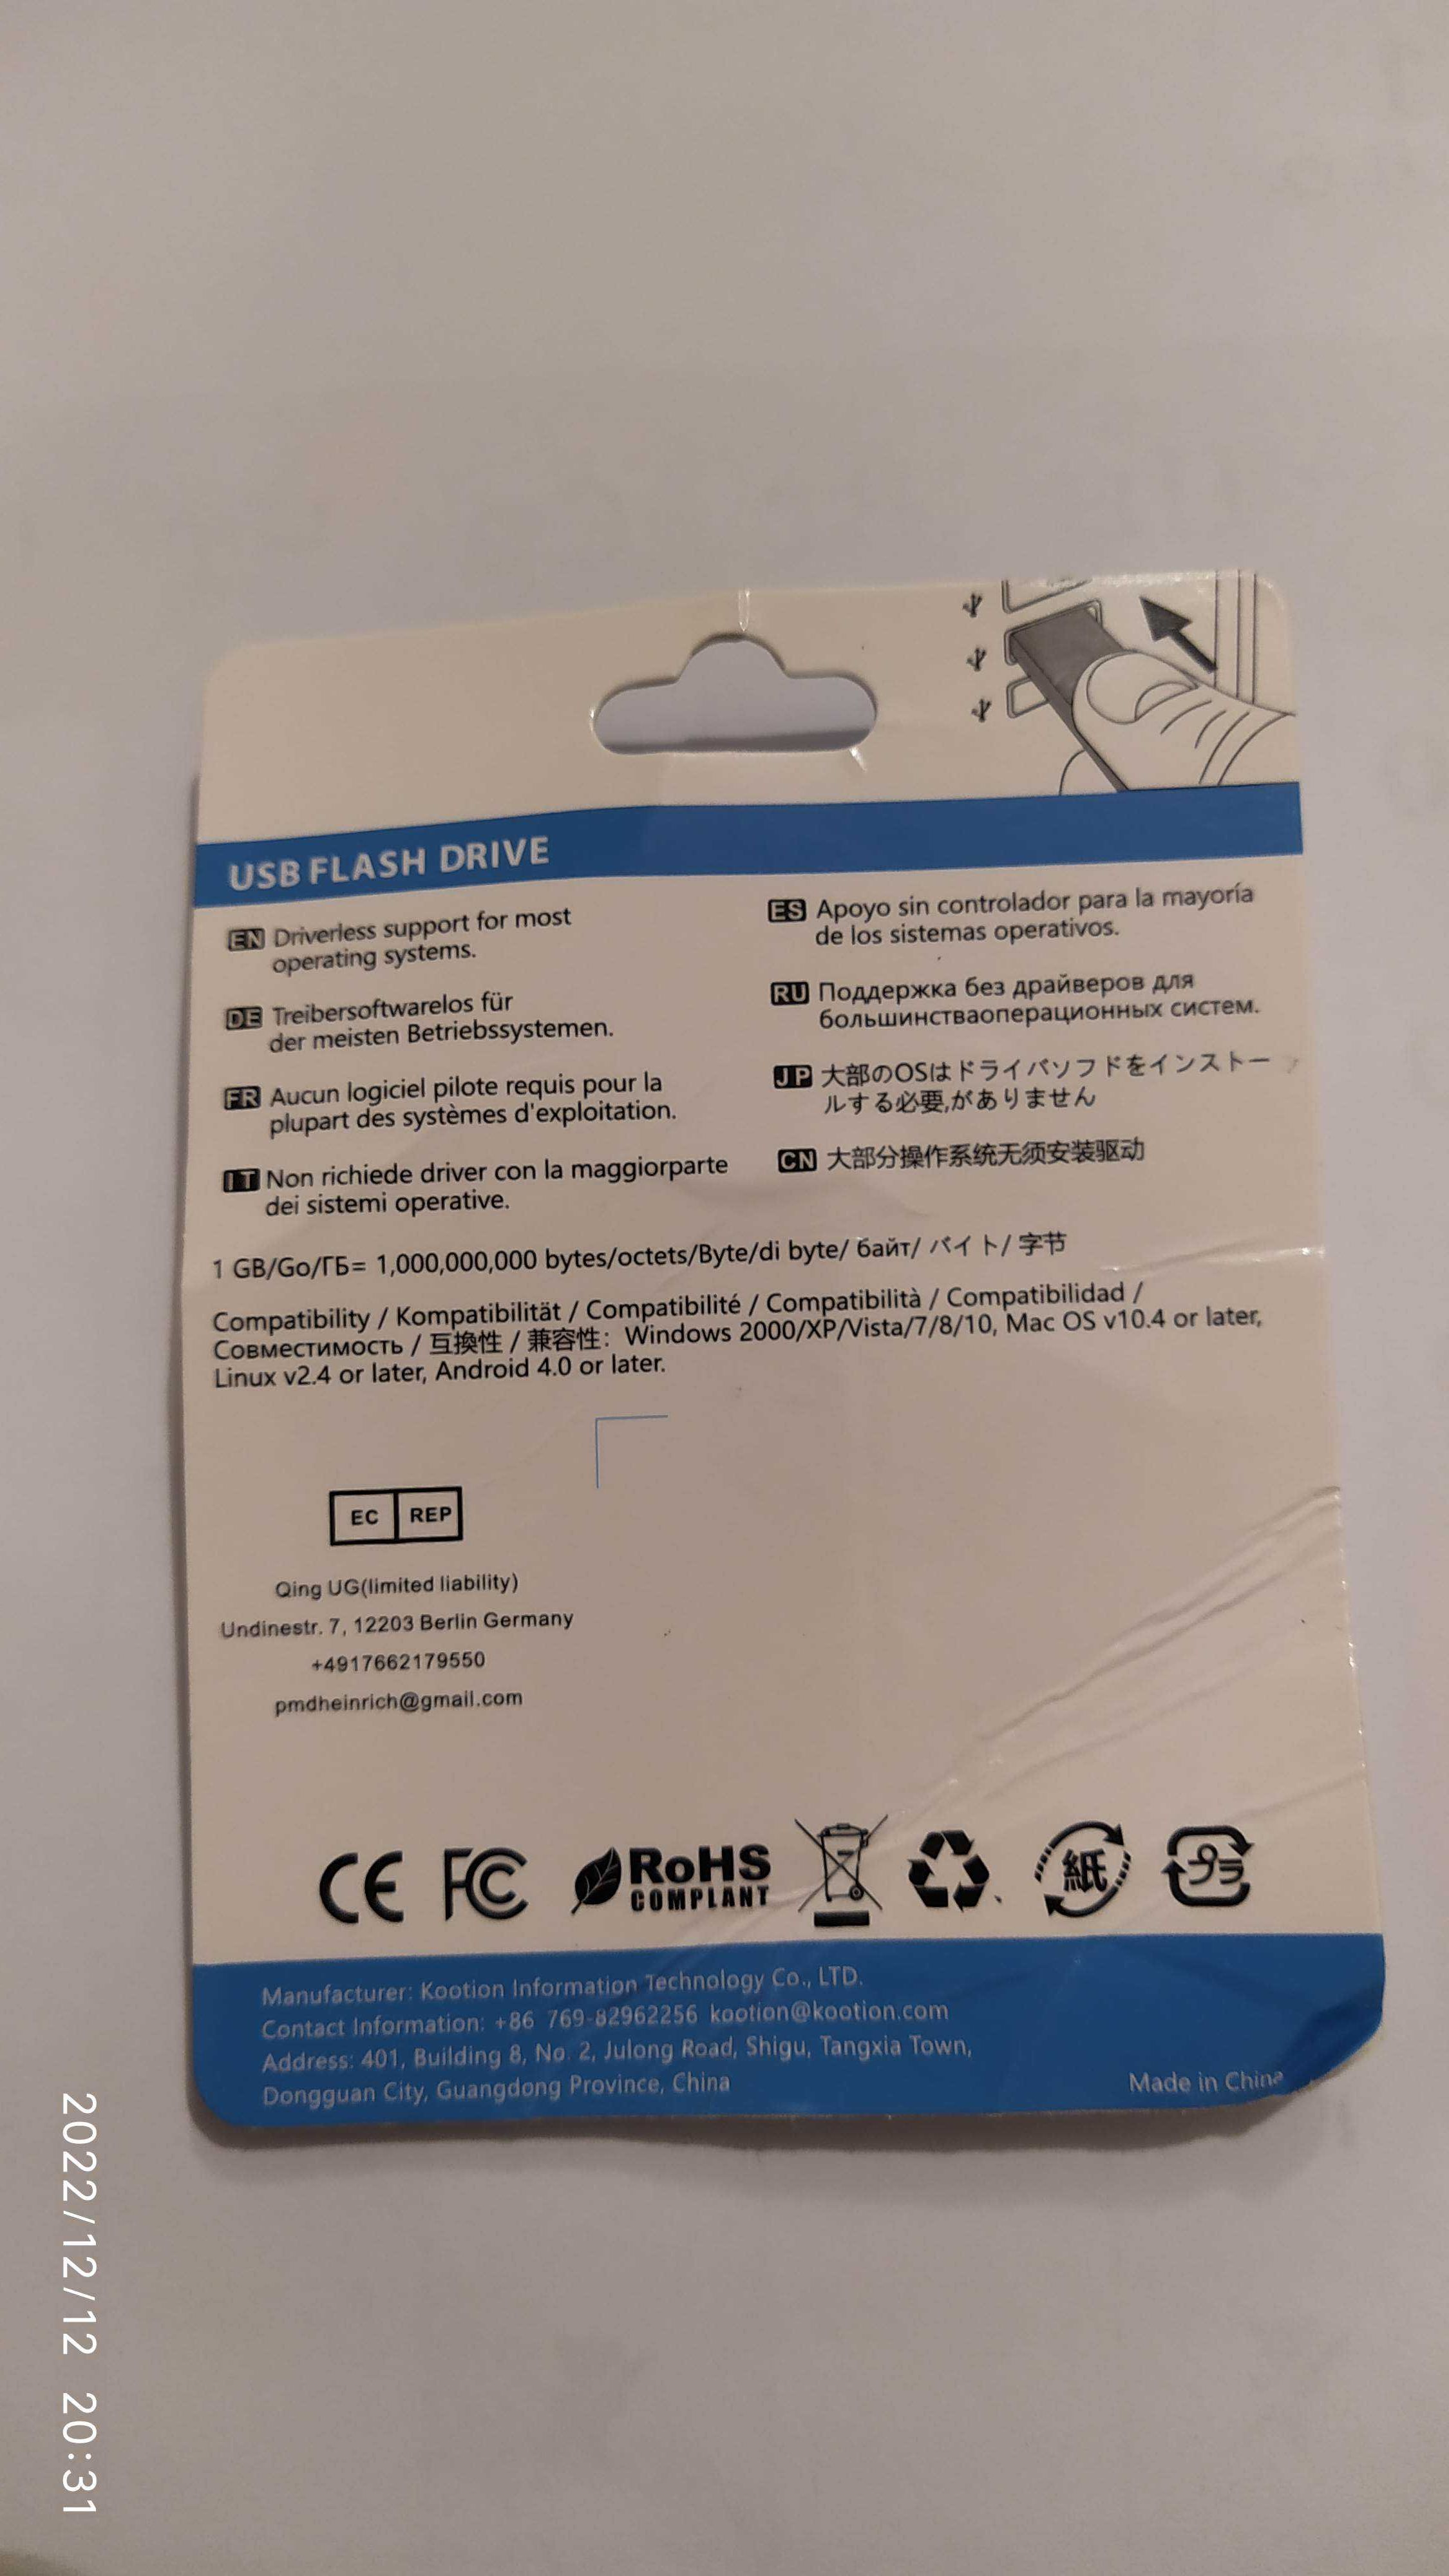 USB FLASH DRIVE
EN Driverless support for most
operating systems.
DE Treibersoftwarelos für
der meisten Betriebssystemen.
FR Aucun logiciel pilote requis pour la
plupart des systèmes d'exploitation.
IT Non richiede driver con la maggiorparte
dei sistemi operative.
ES Apoyo sin controlador para la mayoría
de los sistemas operativos.
RU Поддержка без драйверов для
большинстваоперационных систем.
JP 大部のOSはドライバソフドをインストー
ルする必要,がありません
CN 大部分操作系统无须安装驱动
1 GB/Go/ГБ= 1,000,000,000 bytes/octets/Byte/di byte/ байт/ バイト/ 字节
Compatibility / Kompatibilität / Compatibilité / Compatibilità / Compatibilidad /
Совместимость / 互換性 / 兼容性: Windows 2000/XP/Vista/7/8/10, Mac OS v10.4 or later,
Linux v2.4 or later, Android 4.0 or later.
EC REP
Qing UG(limited liability)
Undinestr. 7, 12203 Berlin Germany
+4917662179550
pmdheinrich@gmail.com
CE FC RoHS
COMPLANT
紙 プラ
Manufacturer: Kootion Information Technology Co., LTD.
Contact Information: +86 769-82962256 kootion@kootion.com
Address: 401, Building 8, No. 2, Julong Road, Shigu, Tangxia Town,
Dongguan City, Guangdong Province, China
Made in China
2022/12/12 20:31